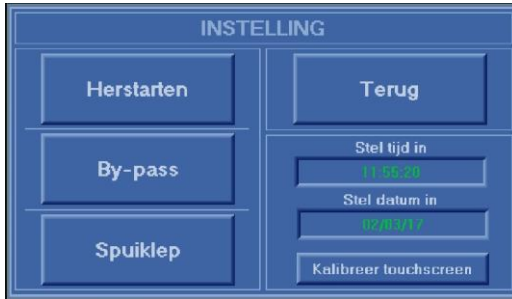 INSTELLING
Herstarten
Terug
By-pass
Stel tijd in
11:55:20
Stel datum in
02/03/17
Spuiklep
Kalibreer touchscreen